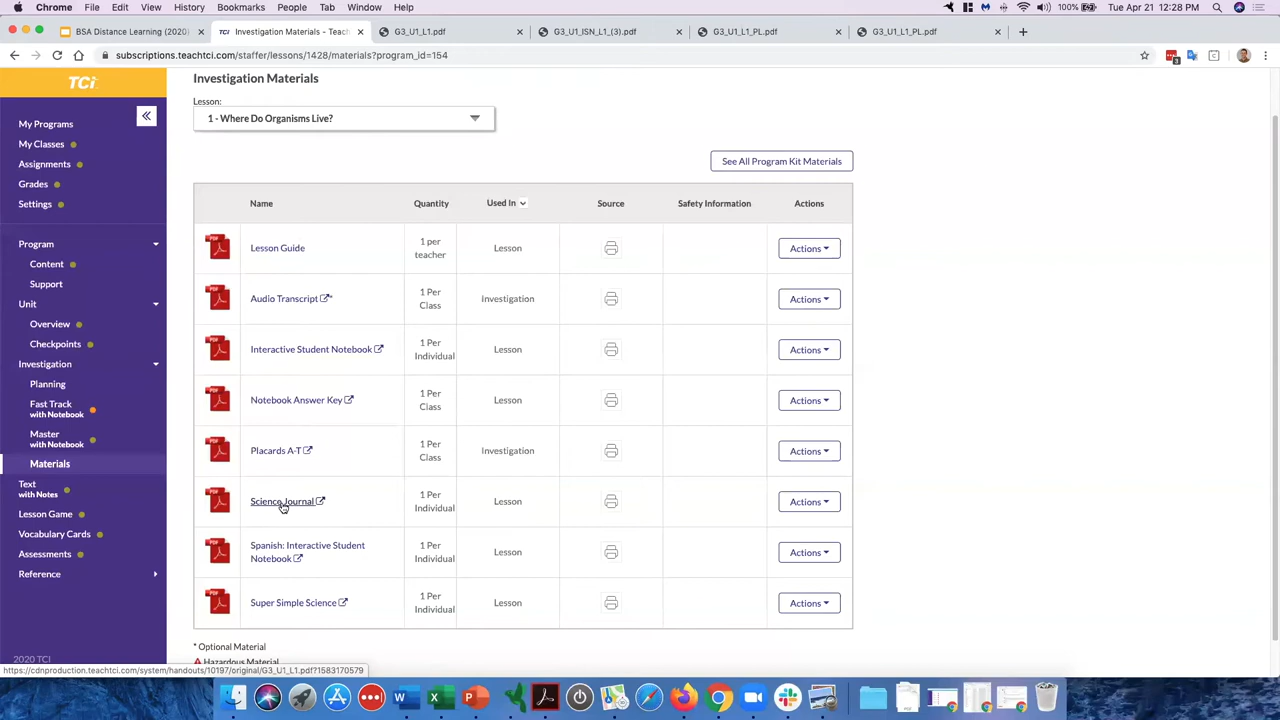 Chrome File Edit View History Bookmarks People Tab Window Help 100% Tue Apr 21 12:28 PM
BSA Distance Learning (2020) × Investigation Materials - Teach × G3_U1_L1.pdf × G3_U1_ISN_L1_(3).pdf × G3_U1_L1_PL.pdf × G3_U1_L1_PL.pdf × +
subscriptions.teachtci.com/staffer/lessons/1428/materials?program_id=154
3
TCi
«
My Programs
My Classes
Assignments
Grades
Settings
Program
Content
Support
Unit
Overview
Checkpoints
Investigation
Planning
Fast Track
with Notebook
Master
with Notebook
Materials
Text
with Notes
Lesson Game
Vocabulary Cards
Assessments
Reference
2020 TCI
Investigation Materials
Lesson:
1 - Where Do Organisms Live?
See All Program Kit Materials
Name Quantity Used In Source Safety Information Actions
PDF Lesson Guide 1 per teacher Lesson Actions
PDF Audio Transcript * 1 Per Class Investigation Actions
PDF Interactive Student Notebook 1 Per Individual Lesson Actions
PDF Notebook Answer Key 1 Per Class Lesson Actions
PDF Placards A-T 1 Per Class Investigation Actions
PDF Science Journal 1 Per Individual Lesson Actions
PDF Spanish: Interactive Student Notebook 1 Per Individual Lesson Actions
PDF Super Simple Science 1 Per Individual Lesson Actions
* Optional Material
Hazardous Material
https://cdnproduction.teachtci.com/system/handouts/10197/original/G3_U1_L1.pdf?1583170579